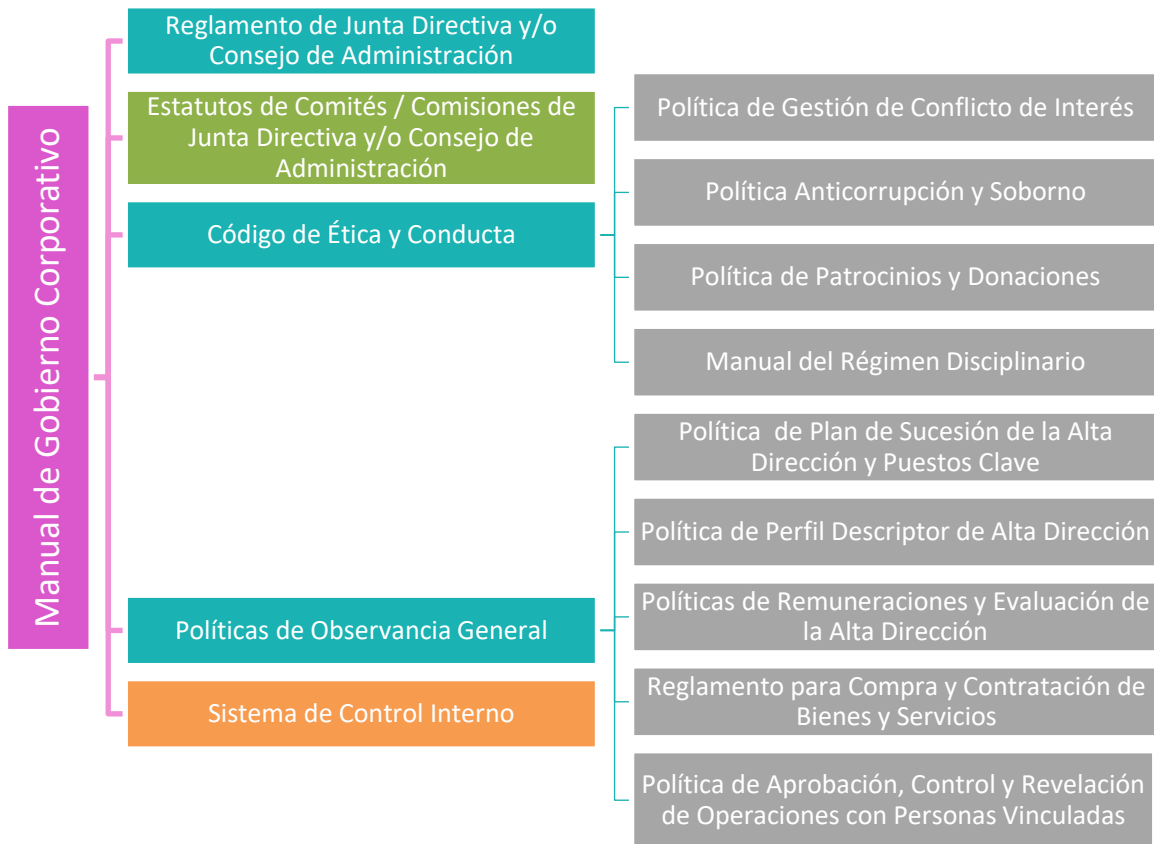 Manual de Gobierno Corporativo
Reglamento de Junta Directiva y/o
Consejo de Administración
Estatutos de Comités / Comisiones de
Junta Directiva y/o Consejo de
Administración
Código de Ética y Conducta
Política de Gestión de Conflicto de Interés
Política Anticorrupción y Soborno
Política de Patrocinios y Donaciones
Manual del Régimen Disciplinario
Políticas de Observancia General
Política  de Plan de Sucesión de la Alta
Dirección y Puestos Clave
Política de Perfil Descriptor de Alta Dirección
Políticas de Remuneraciones y Evaluación de
la Alta Dirección
Reglamento para Compra y Contratación de
Bienes y Servicios
Política de Aprobación, Control y Revelación
de Operaciones con Personas Vinculadas
Sistema de Control Interno